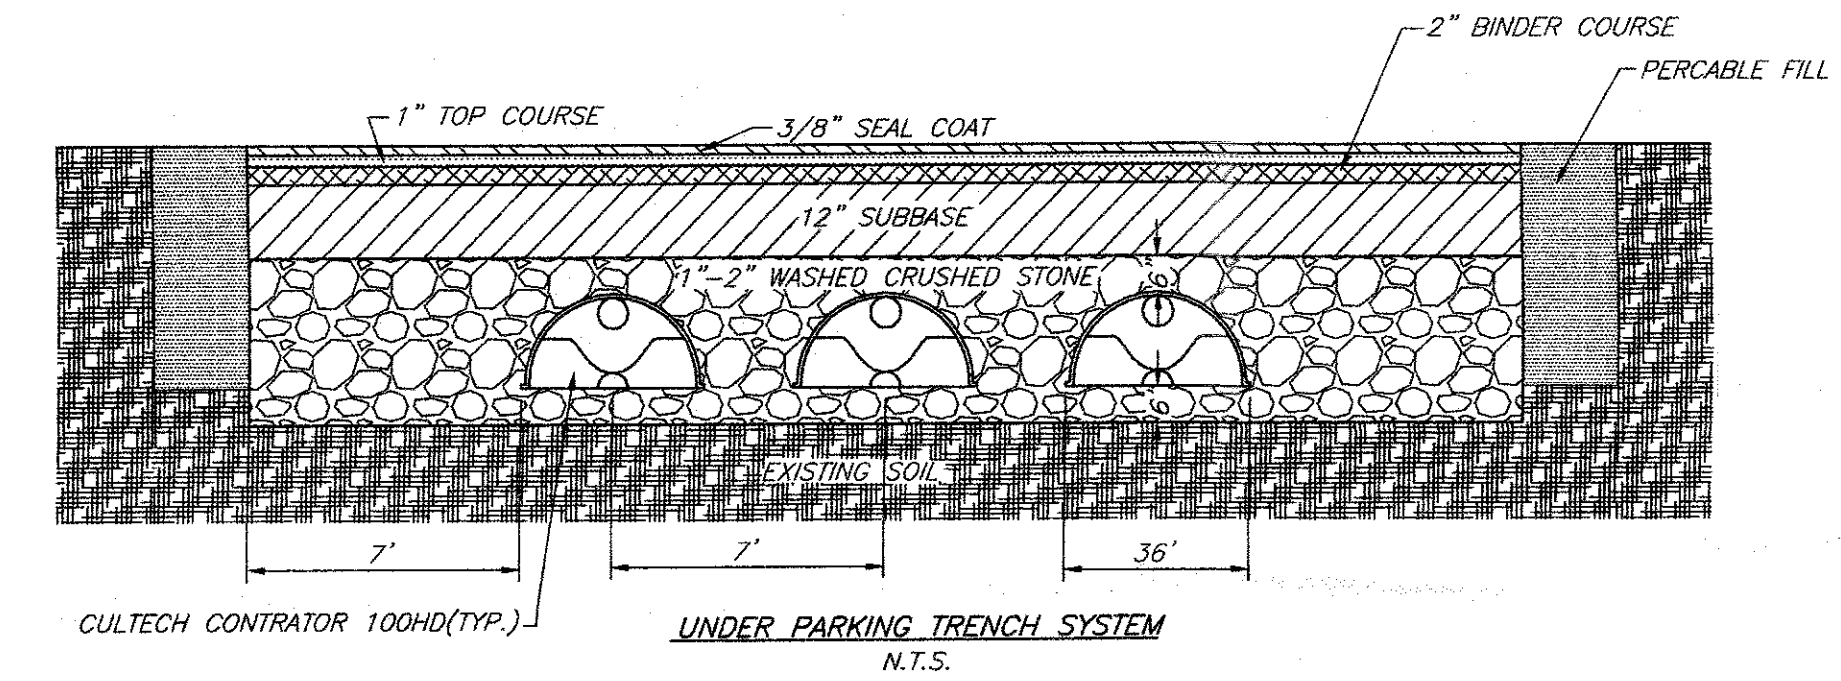 2" BINDER COURSE
PERCABLE FILL
1" TOP COURSE
3/8" SEAL COAT
12" SUBBASE
1"-2" WASHED CRUSHED STONE
6"
6"
EXISTING SOIL
7'
7'
36'
CULTECH CONTRATOR 100HD(TYP.)
UNDER PARKING TRENCH SYSTEM
N.T.S.